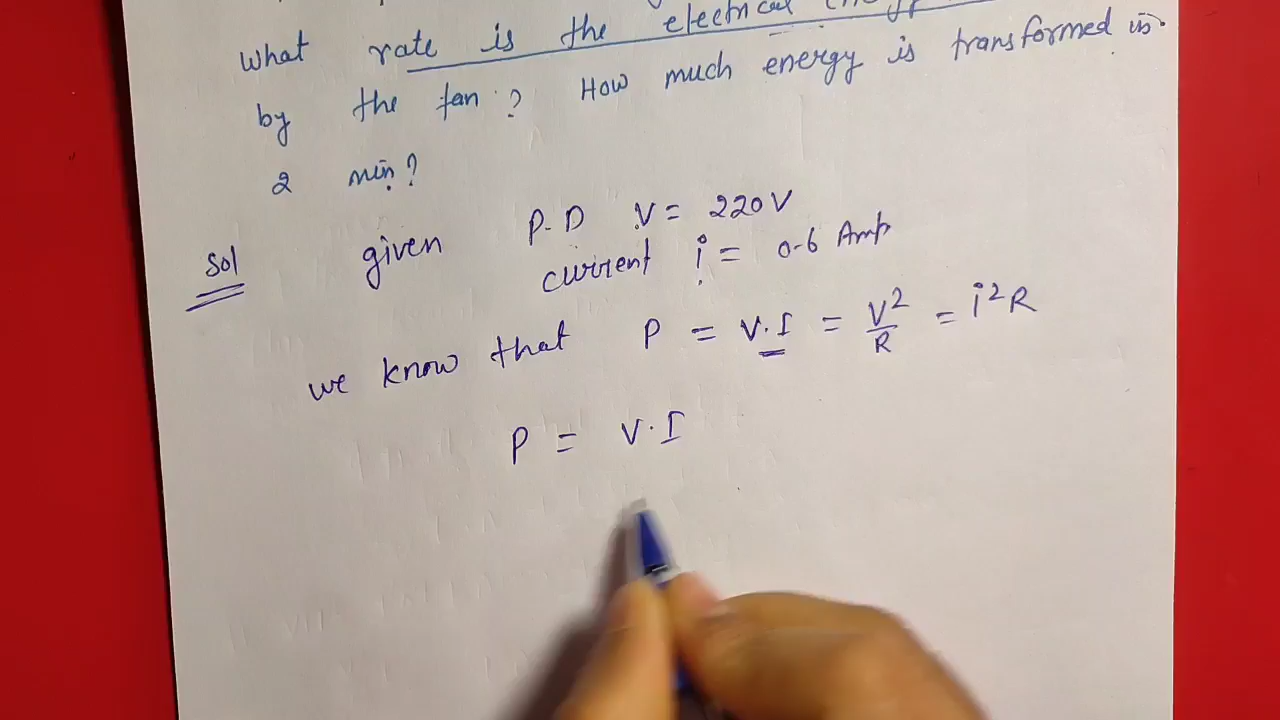 What rate is the electrical
by the fan? How much energy is transformed in
2 min?
Sol given P.D V = 220V
current i = 0.6 Amp
we know that P = V.I = V²/R = i²R
P = V.I